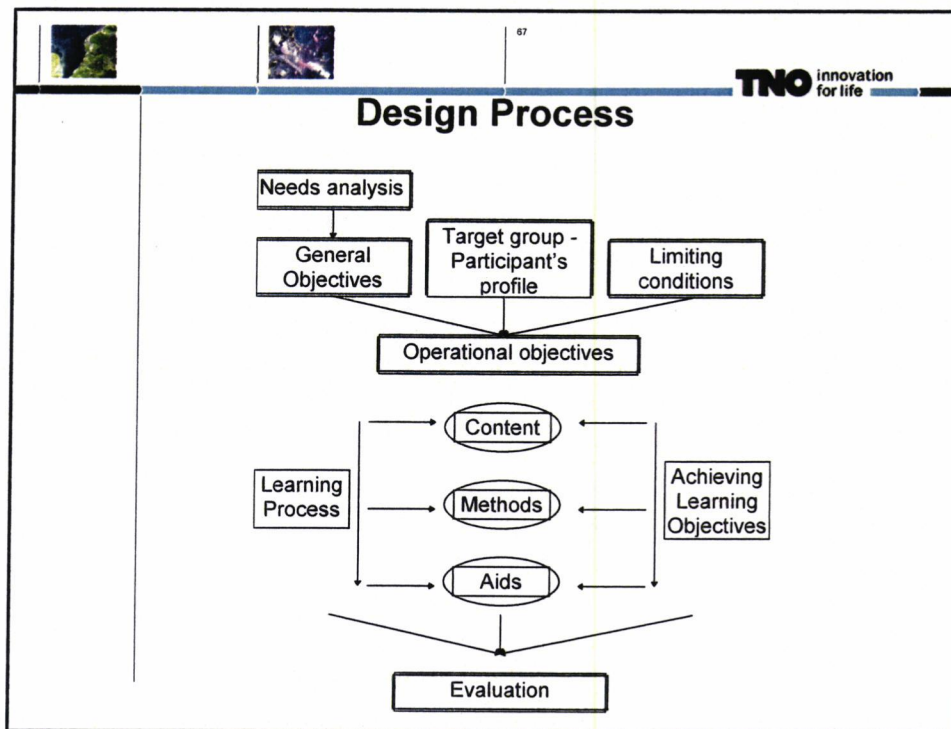 67
TNO innovation
for life
Design Process
Needs analysis
General
Objectives
Target group -
Participant's
profile
Limiting
conditions
Operational objectives
Content
Learning
Process
Methods
Achieving
Learning
Objectives
Aids
Evaluation